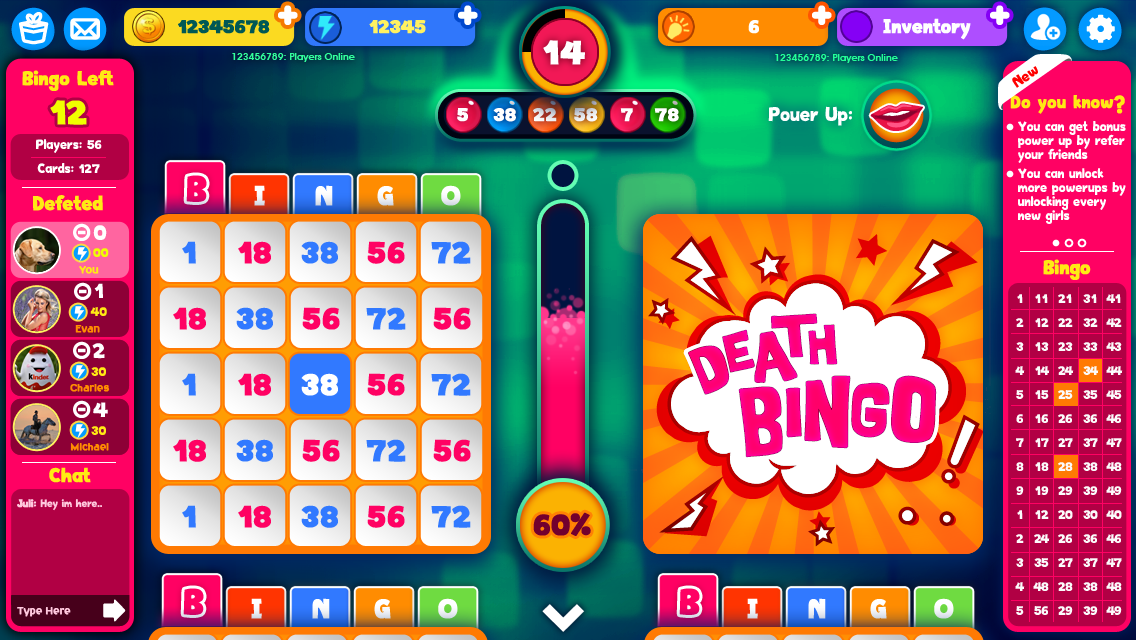 12345678
12345
14
6
Inventory
123456789: Players Online
123456789: Players Online
5 38 22 58 7 78
Power Up:
Bingo Left
12
Players: 56
Cards: 127
Defeted
0
00
You
1
40
Evan
2
30
Charles
Kinder
4
30
Michael
Chat
Juli: Hey im here..
Type Here
B I N G O
1 18 38 56 72
18 38 56 72 56
1 18 38 56 72
18 38 56 72 56
1 18 38 56 72
B I N G O
60%
DEATH
BINGO
B I N G O
New
Do you know?
You can get bonus
power up by refer
your friends
You can unlock
more powerups by
unlocking every
new girls
Bingo
1 11 21 31 41
2 12 22 32 42
3 13 23 33 43
4 14 24 34 44
5 15 25 35 45
6 16 26 36 46
7 17 27 37 47
8 18 28 38 48
9 19 29 39 49
1 12 20 30 40
2 24 26 36 46
3 35 27 37 47
4 48 28 38 48
5 56 29 39 49